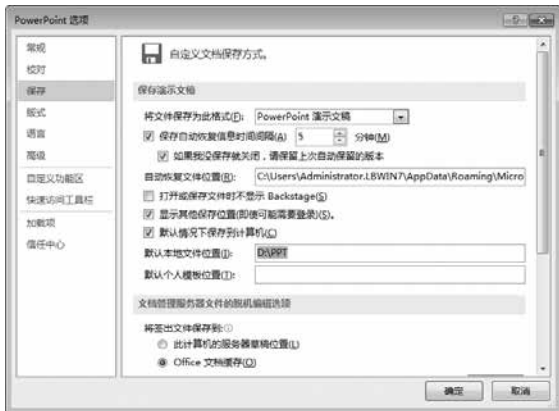 PowerPoint 选项
常规
校对
保存
版式
语言
高级
自定义功能区
快速访问工具栏
加载项
信任中心
自定义文档保存方式。
保存演示文稿
将文件保存为此格式(F): PowerPoint 演示文稿
保存自动恢复信息时间间隔(A) 5 分钟(M)
如果我没保存就关闭，请保留上次自动保留的版本
自动恢复文件位置(R): C:\Users\Administrator.LBWIN7\AppData\Roaming\Micro
打开或保存文件时不显示 Backstage(S)
显示其他保存位置(即使可能需要登录)(S)。
默认情况下保存到计算机(C)
默认本地文件位置(I): D:\PPT
默认个人模板位置(T):
文档管理服务器文件的脱机编辑选项
将签出文件保存到:
此计算机的服务器草稿位置(L)
Office 文档缓存(O)
确定 取消